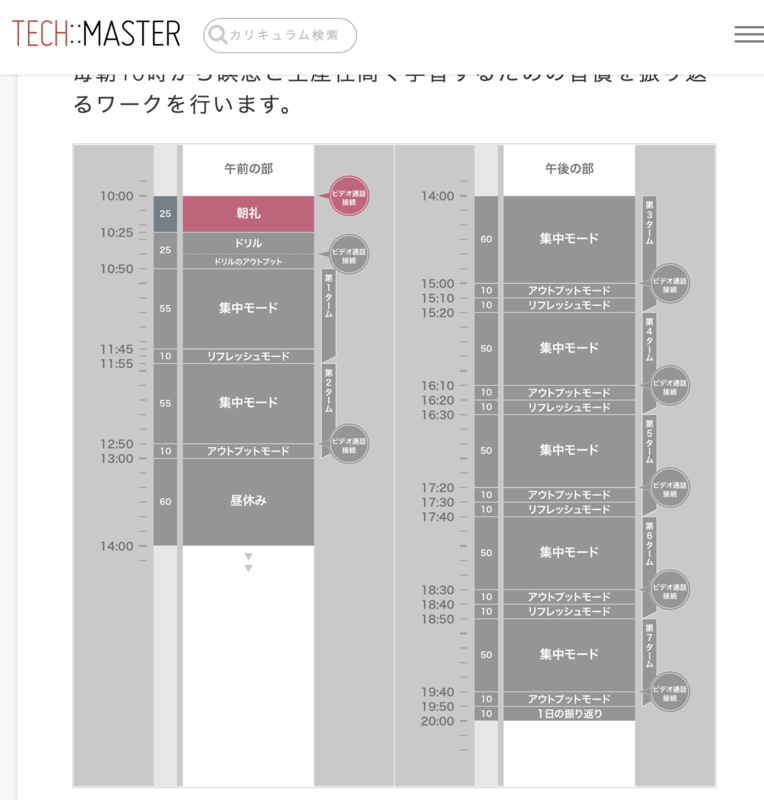 TECH::MASTER
カリキュラム検索
毎朝10時から瞑想と生産性高く学習するための習慣を振り返
るワークを行います。
午前の部
10:00
25
朝礼
ビデオ通話
接続
10:25
25
ドリル
ドリルのアウトプット
ビデオ通話
接続
10:50
55
集中モード
第1ターム
11:45
10
リフレッシュモード
11:55
55
集中モード
第2ターム
12:50
10
アウトプットモード
ビデオ通話
接続
13:00
60
昼休み
14:00
午後の部
14:00
60
集中モード
第3ターム
15:00
10
アウトプットモード
ビデオ通話
接続
15:10
10
リフレッシュモード
15:20
50
集中モード
第4ターム
16:10
10
アウトプットモード
ビデオ通話
接続
16:20
10
リフレッシュモード
16:30
50
集中モード
第5ターム
17:20
10
アウトプットモード
ビデオ通話
接続
17:30
10
リフレッシュモード
17:40
50
集中モード
第6ターム
18:30
10
アウトプットモード
ビデオ通話
接続
18:40
10
リフレッシュモード
18:50
50
集中モード
第7ターム
19:40
10
アウトプットモード
ビデオ通話
接続
19:50
10
1日の振り返り
20:00